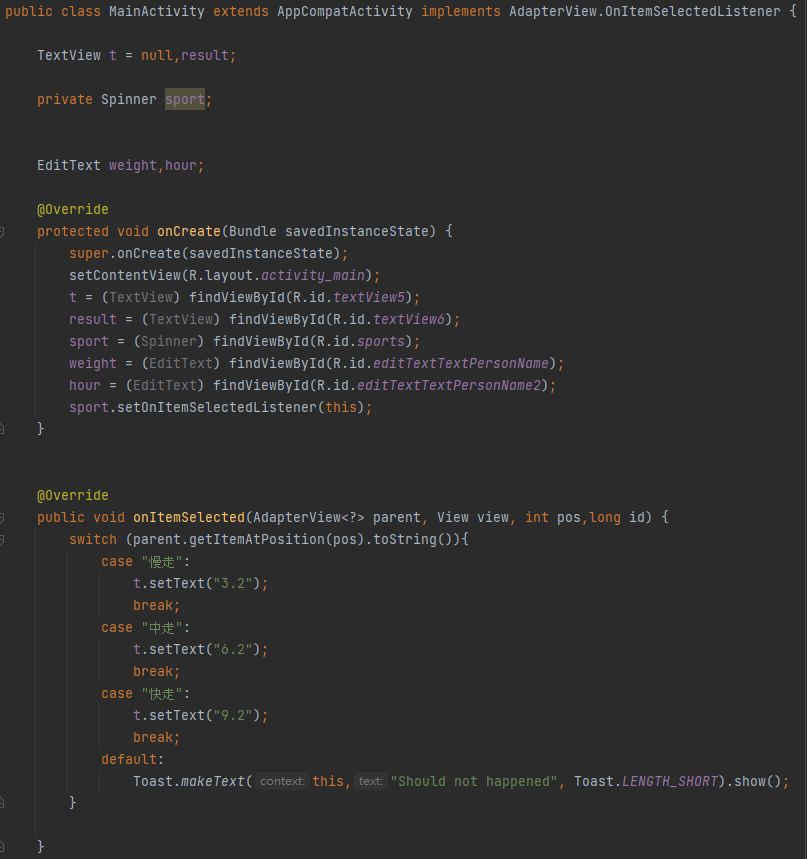 public class MainActivity extends AppCompatActivity implements AdapterView.OnItemSelectedListener {
TextView t = null,result;
private Spinner sport;
EditText weight,hour;
@Override
protected void onCreate(Bundle savedInstanceState) {
super.onCreate(savedInstanceState);
setContentView(R.layout.activity_main);
t = (TextView) findViewById(R.id.textView5);
result = (TextView) findViewById(R.id.textView6);
sport = (Spinner) findViewById(R.id.sports);
weight = (EditText) findViewById(R.id.editTextTextPersonName);
hour = (EditText) findViewById(R.id.editTextTextPersonName2);
sport.setOnItemSelectedListener(this);
}
@Override
public void onItemSelected(AdapterView<?> parent, View view, int pos,long id) {
switch (parent.getItemAtPosition(pos).toString()){
case "慢走":
t.setText("3.2");
break;
case "中走":
t.setText("6.2");
break;
case "快走":
t.setText("9.2");
break;
default:
Toast.makeText( context: this, text: "Should not happened", Toast.LENGTH_SHORT).show();
}
}